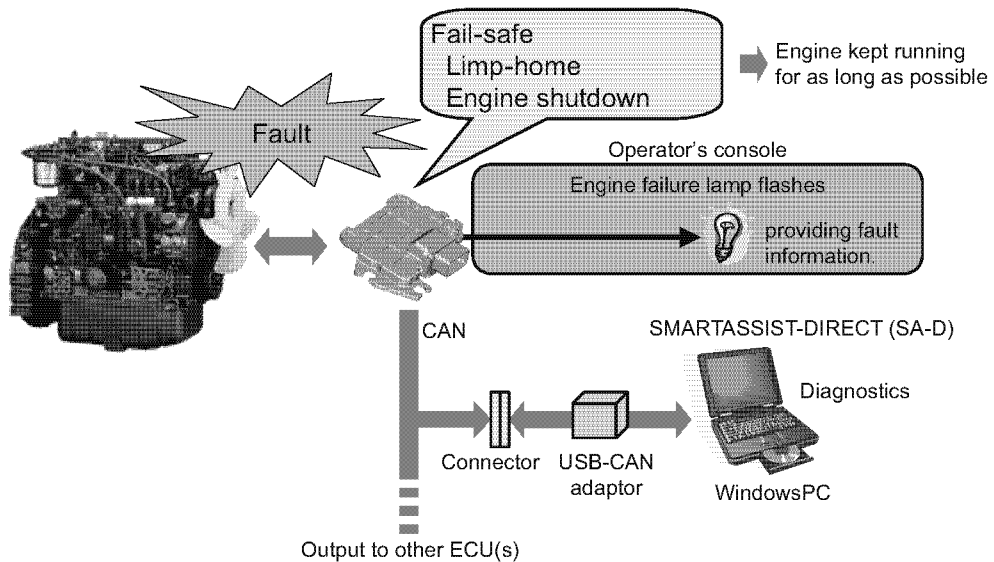 Fail-safe
Limp-home
Engine shutdown
Engine kept running
for as long as possible
Fault
Operator's console
Engine failure lamp flashes
providing fault
information.
CAN
SMARTASSIST-DIRECT (SA-D)
Diagnostics
Connector
USB-CAN
adaptor
WindowsPC
Output to other ECU(s)